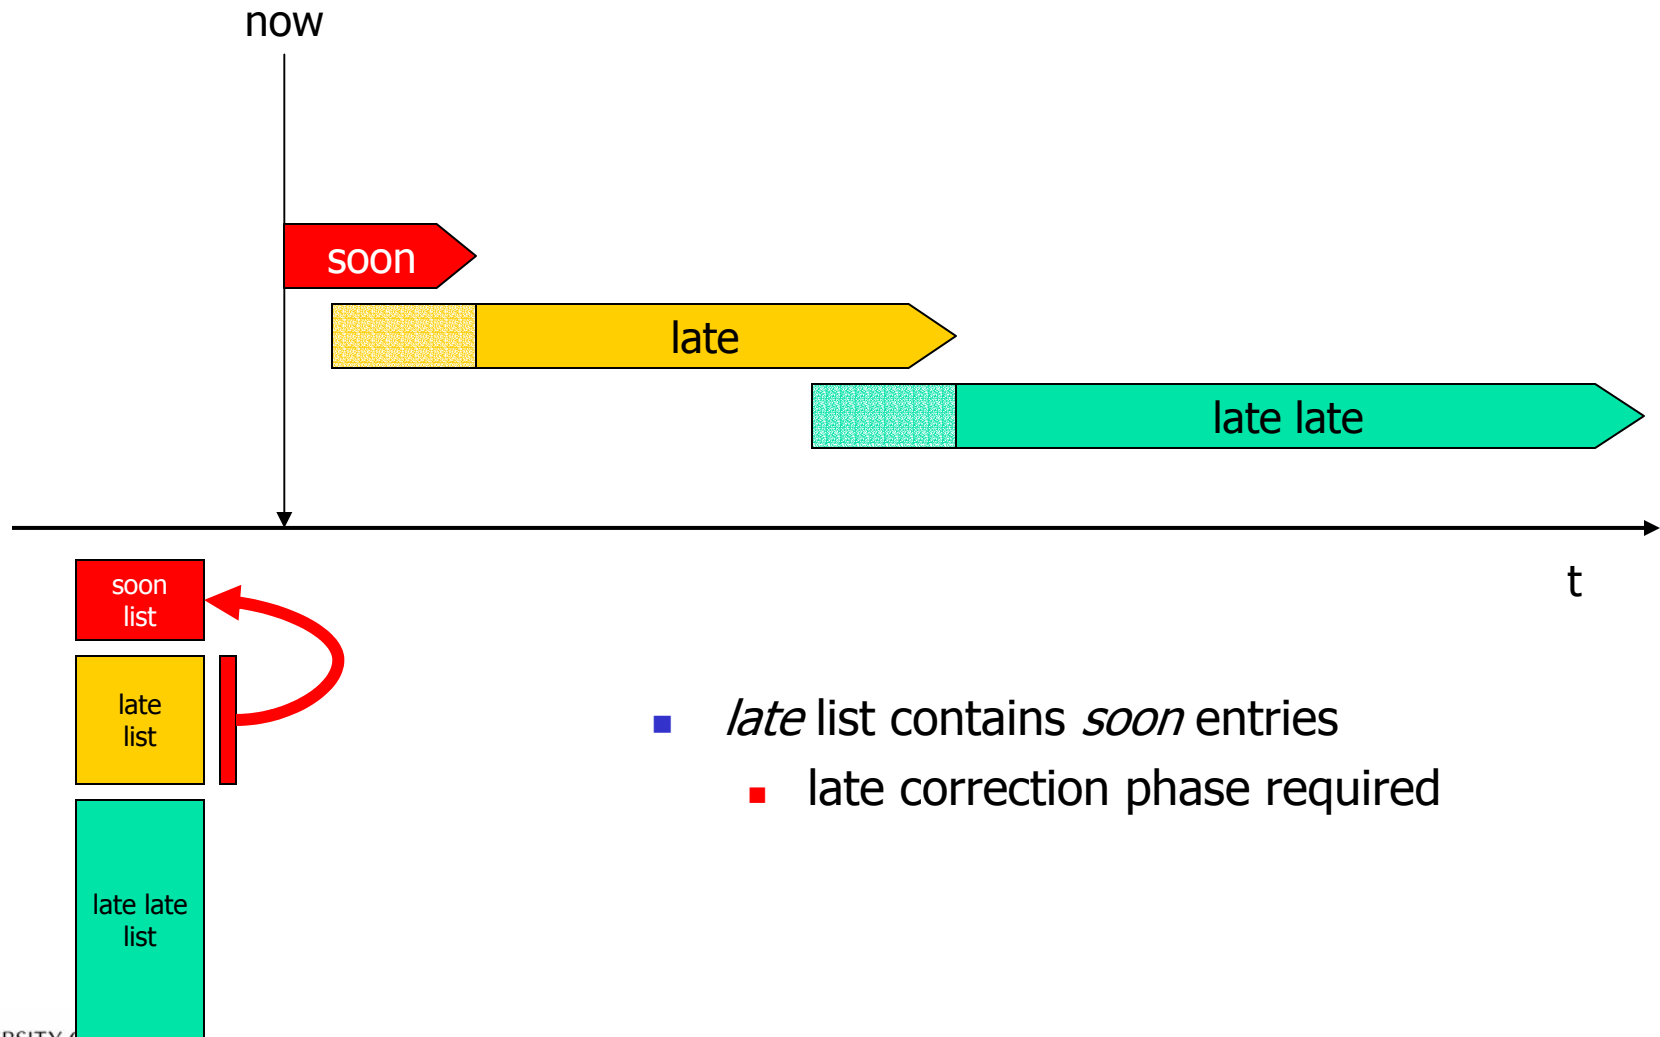 now
soon
late
late late
t
soon
list
late
list
late late
list
late list contains soon entries
late correction phase required